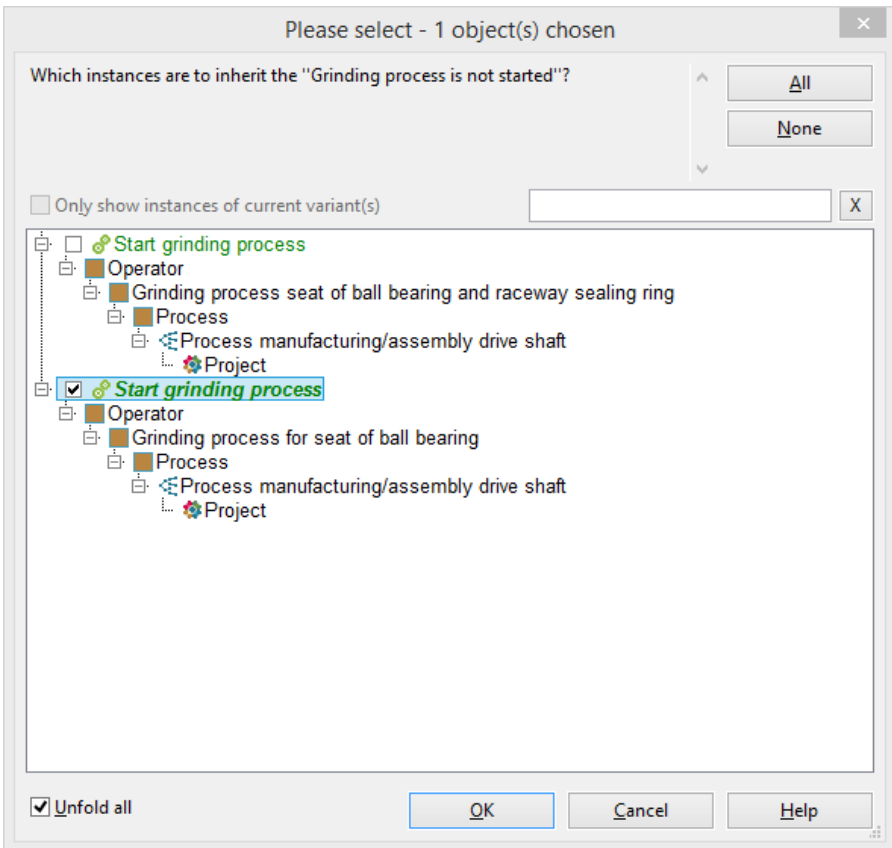 Please select - 1 object(s) chosen
Which instances are to inherit the "Grinding process is not started"?
All
None
Only show instances of current variant(s)
X
Start grinding process
Operator
Grinding process seat of ball bearing and raceway sealing ring
Process
Process manufacturing/assembly drive shaft
Project
Start grinding process
Operator
Grinding process for seat of ball bearing
Process
Process manufacturing/assembly drive shaft
Project
Unfold all
OK
Cancel
Help